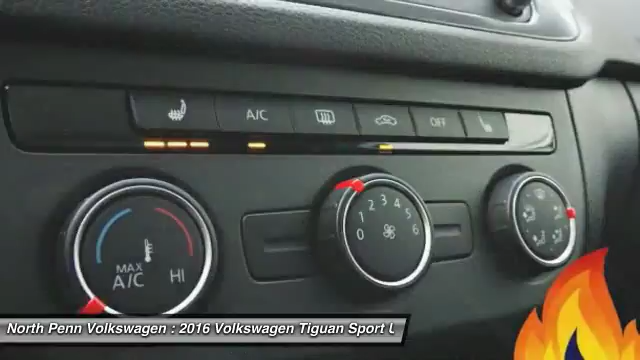 A/C OFF
1 2 3 4 5
0 6
MAX
A/C HI
North Penn Volkswagen : 2016 Volkswagen Tiguan Sport U